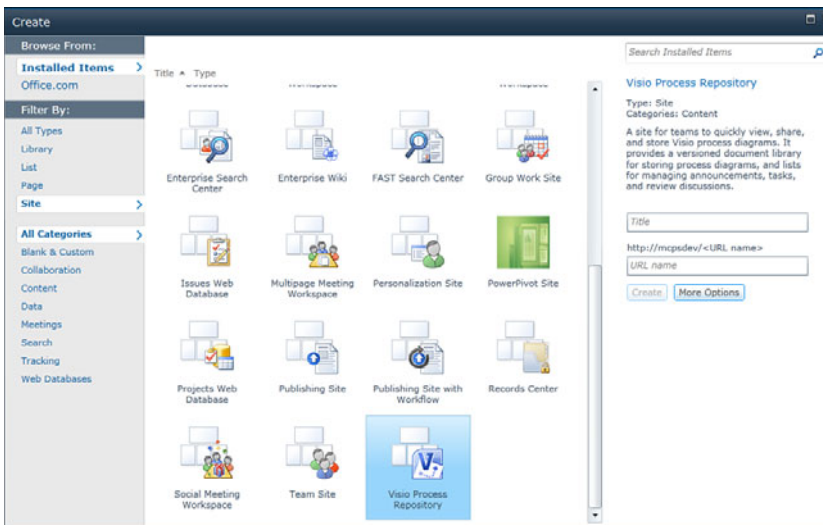 Create
Browse From:
Installed Items
Office.com
Filter By:
All Types
Library
List
Page
Site
All Categories
Blank & Custom
Collaboration
Content
Data
Meetings
Search
Tracking
Web Databases
Title Type
Enterprise Search
Center
Enterprise Wiki
FAST Search Center
Group Work Site
Issues Web
Database
Multipage Meeting
Workspace
Personalization Site
PowerPivot Site
Projects Web
Database
Publishing Site
Publishing Site with
Workflow
Records Center
Social Meeting
Workspace
Team Site
Visio Process
Repository
Search Installed Items
Visio Process Repository
Type: Site
Categories: Content
A site for teams to quickly view, share,
and store Visio process diagrams. It
provides a versioned document library
for storing process diagrams, and lists
for managing announcements, tasks,
and review discussions.
Title
http://mcpsdev/<URL name>
URL name
Create
More Options